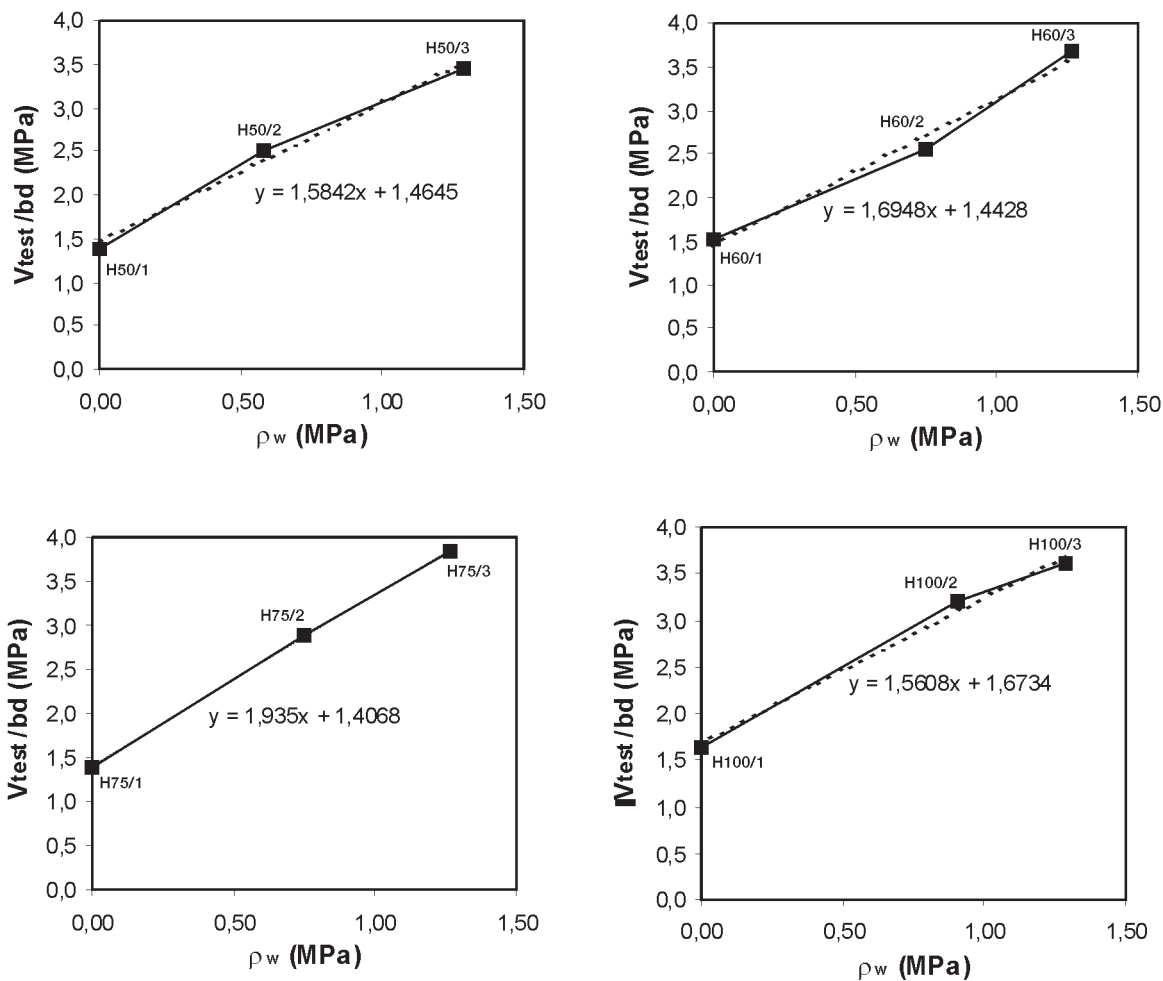 4,0
3,5
3,0
2,5
2,0
1,5
1,0
0,5
0,0
Vtest /bd (MPa)
H50/3
H50/2
y = 1,5842x + 1,4645
H50/1
0,00 0,50 1,00 1,50
ρw (MPa)
4,0
3,5
3,0
2,5
2,0
1,5
1,0
0,5
0,0
Vtest /bd (MPa)
H60/3
H60/2
y = 1,6948x + 1,4428
H60/1
0,00 0,50 1,00 1,50
ρw (MPa)
4,0
3,5
3,0
2,5
2,0
1,5
1,0
0,5
0,0
Vtest /bd (MPa)
H75/3
H75/2
y = 1,935x + 1,4068
H75/1
0,00 0,50 1,00 1,50
ρw (MPa)
4,0
3,5
3,0
2,5
2,0
1,5
1,0
0,5
0,0
Vtest /bd (MPa)
H100/3
H100/2
y = 1,5608x + 1,6734
H100/1
0,00 0,50 1,00 1,50
ρw (MPa)